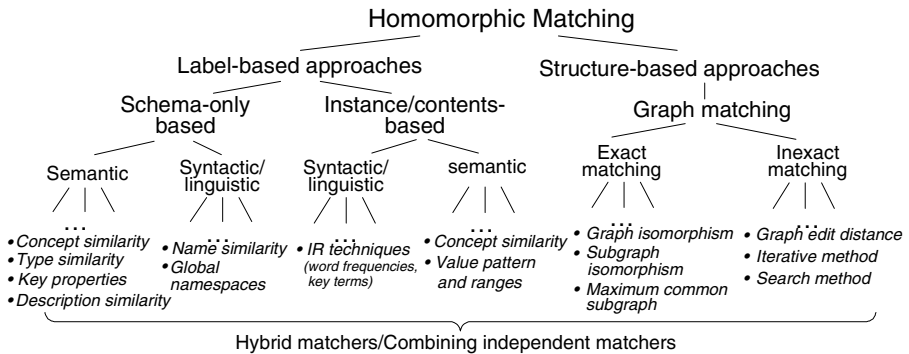 Homomorphic Matching
Label-based approaches
Structure-based approaches
Schema-only
based
Instance/contents-
based
Graph matching
Semantic
Syntactic/
linguistic
Syntactic/
linguistic
semantic
Exact
matching
Inexact
matching
...
• Concept similarity
• Type similarity
• Key properties
• Description similarity
...
• Name similarity
• Global
namespaces
...
• IR techniques
(word frequencies,
key terms)
...
• Concept similarity
• Value pattern
and ranges
...
• Graph isomorphism
• Subgraph
isomorphism
• Maximum common
subgraph
...
• Graph edit distance
• Iterative method
• Search method
Hybrid matchers/Combining independent matchers